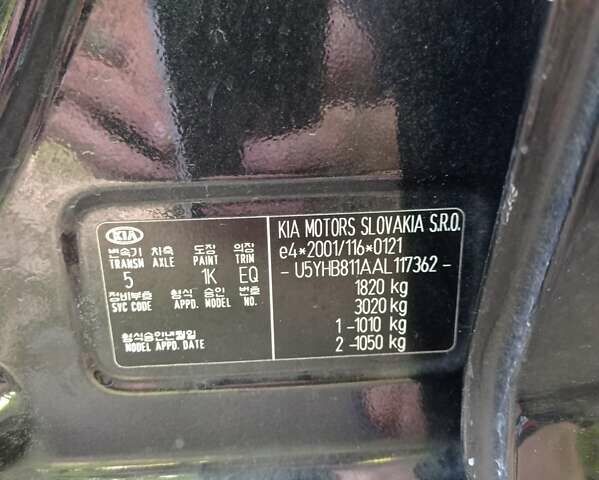 KIA
변속기 차축 도장 의장
TRANSM AXLE PAINT TRIM
5 1K EQ
정비부호 형식 승인 번호
SVC CODE APPD. MODEL NO.
형식승인년월일
MODEL APPD. DATE
KIA MOTORS SLOVAKIA S.R.O.
e4*2001/116*0121
- U5YHB811AAL117362 -
1820 kg
3020 kg
1 -1010 kg
2 -1050 kg